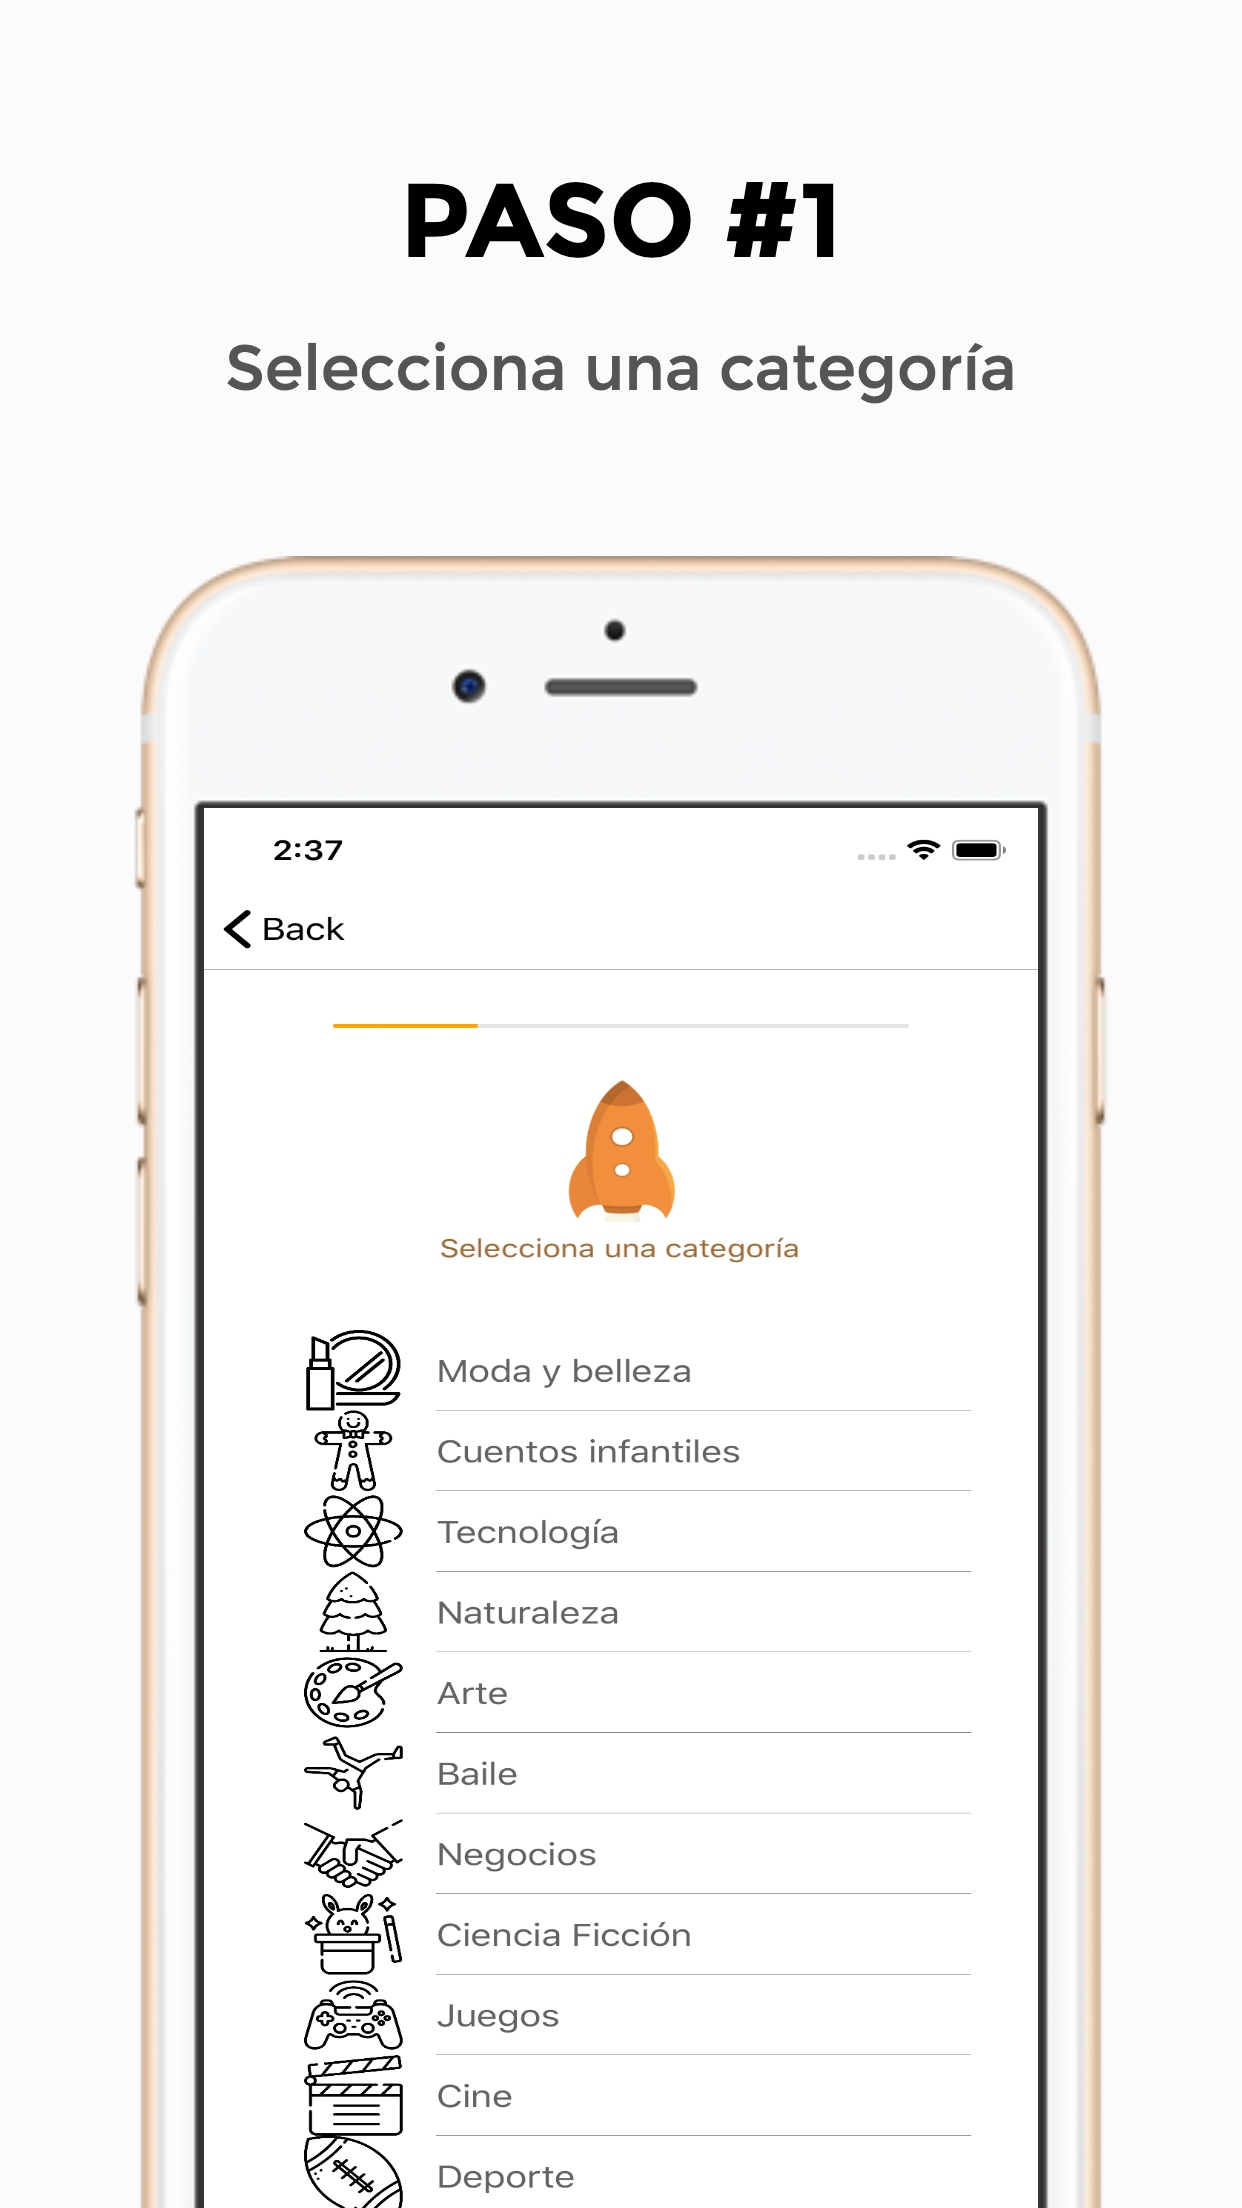 PASO #1
Selecciona una categoría
2:37
Back
Selecciona una categoría
Moda y belleza
Cuentos infantiles
Tecnología
Naturaleza
Arte
Baile
Negocios
Ciencia Ficción
Juegos
Cine
Deporte